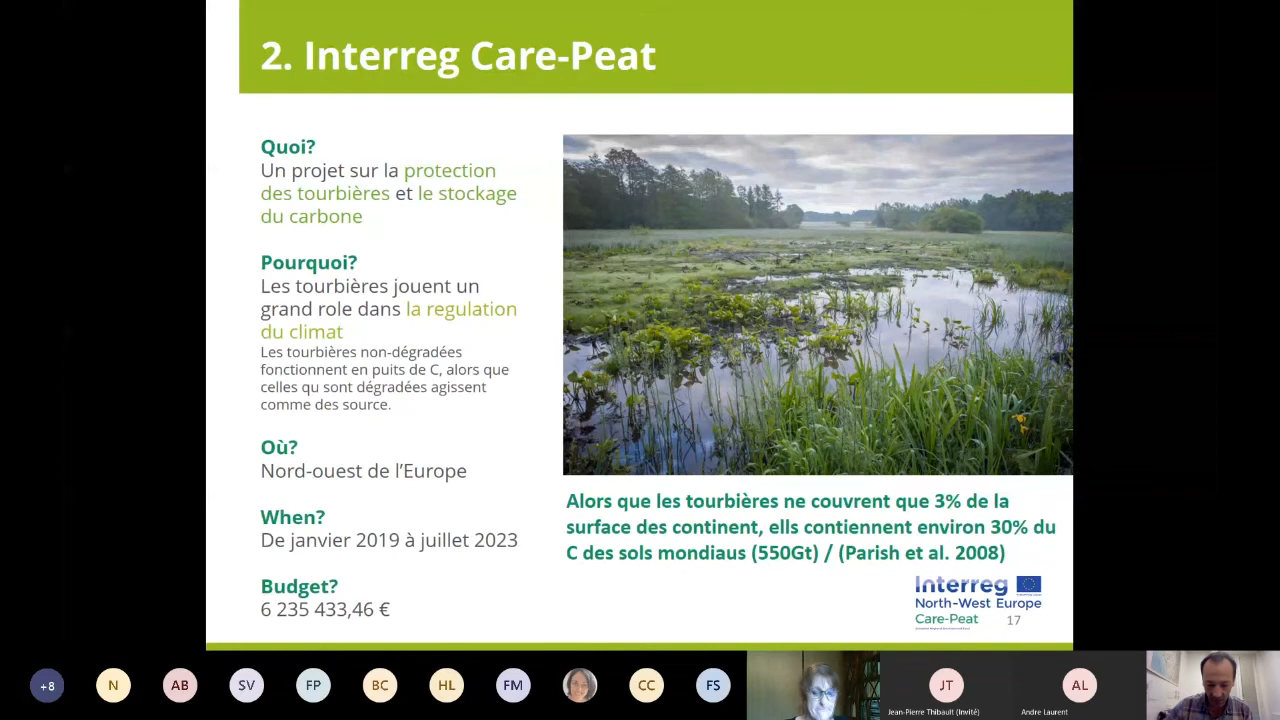 2. Interreg Care-Peat
Quoi?
Un projet sur la protection
des tourbières et le stockage
du carbone
Pourquoi?
Les tourbières jouent un
grand role dans la regulation
du climat
Les tourbières non-dégradées
fonctionnent en puits de C, alors que
celles qu sont dégradées agissent
comme des source.
Où?
Nord-ouest de l’Europe
When?
De janvier 2019 à juillet 2023
Budget?
6 235 433,46 €
Alors que les tourbières ne couvrent que 3% de la
surface des continent, ells contiennent environ 30% du
C des sols mondiaus (550Gt) / (Parish et al. 2008)
Interreg
North-West Europe
Care-Peat
17
+8
N
AB
SV
FP
BC
HL
FM
CC
FS
JT
Jean-Pierre Thibault (Invité)
AL
Andre Laurent